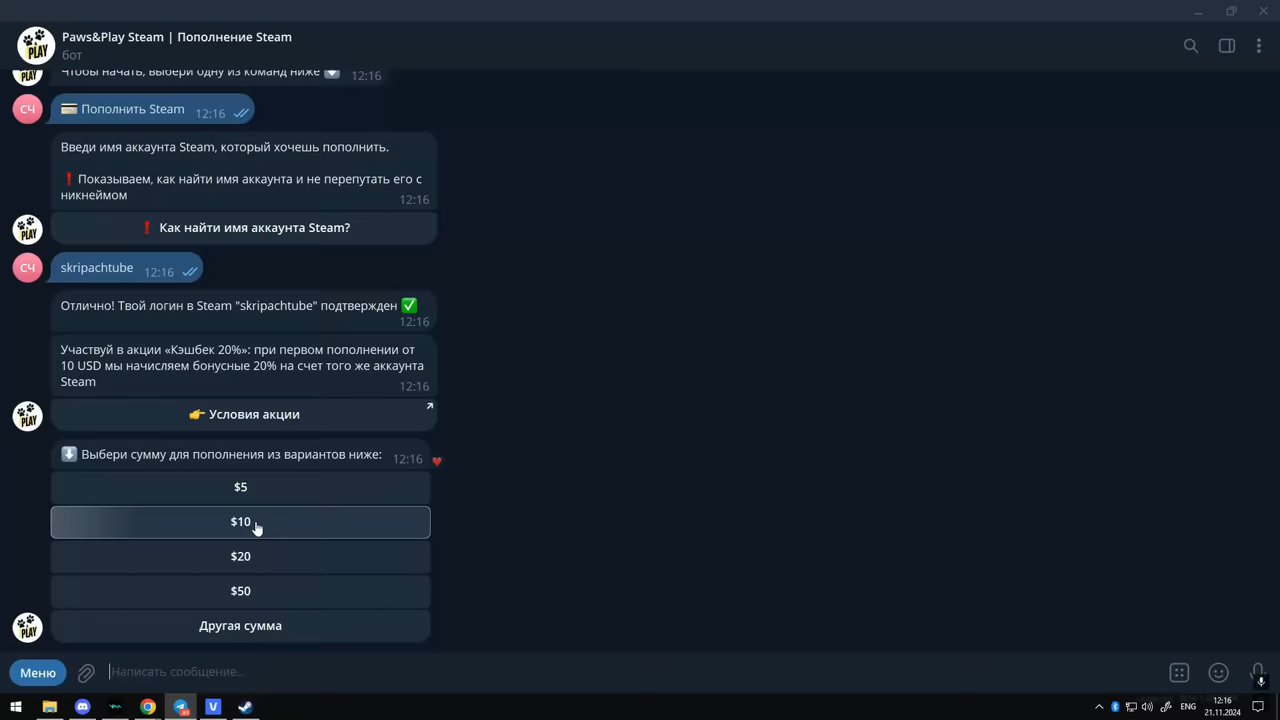 Paws&Play Steam | Пополнение Steam
бот
Чтобы начать, выбери одну из команд ниже ⬇️ 12:16
СЧ
💳 Пополнить Steam 12:16
Введи имя аккаунта Steam, который хочешь пополнить.
❗ Показываем, как найти имя аккаунта и не перепутать его с
никнеймом 12:16
❗ Как найти имя аккаунта Steam?
СЧ
skripachtube 12:16
Отлично! Твой логин в Steam "skripachtube" подтвержден ✅
12:16
Участвуй в акции «Кэшбек 20%»: при первом пополнении от
10 USD мы начисляем бонусные 20% на счет того же аккаунта
Steam 12:16
👉 Условия акции
⬇️ Выбери сумму для пополнения из вариантов ниже: 12:16
$5
$10
$20
$50
PLAY
Другая сумма
Меню
Написать сообщение...
ENG
12:16
21.11.2024